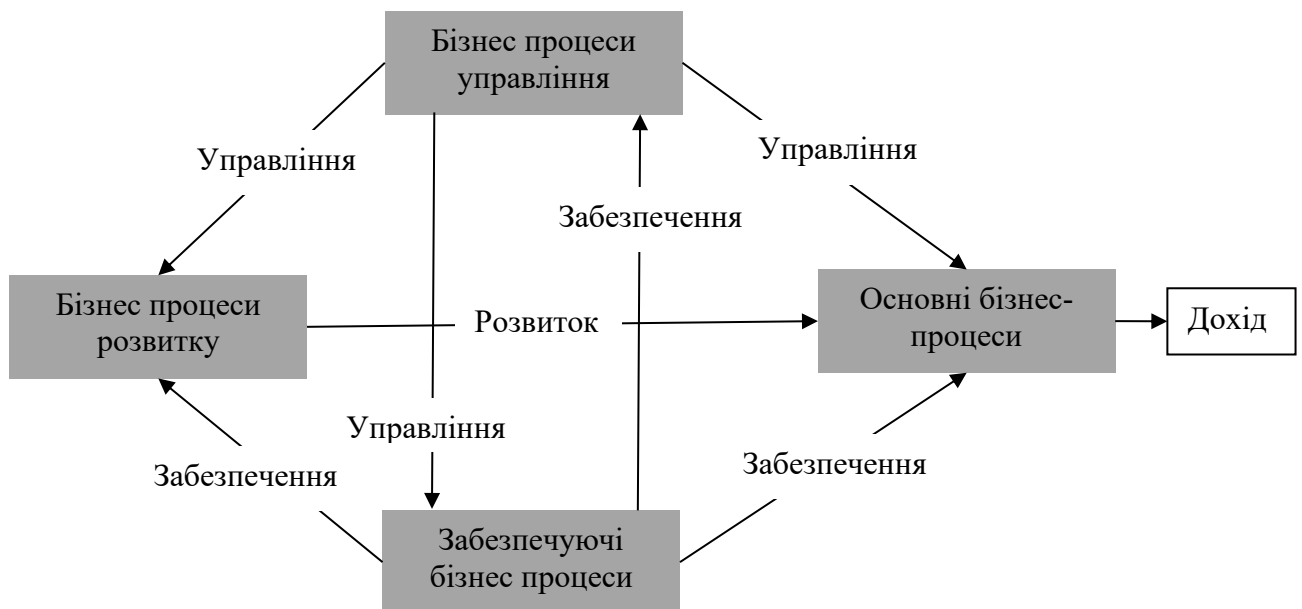 Бізнес процеси
управління
Управління
Управління
Забезпечення
Бізнес процеси
розвитку
Розвиток
Основні бізнес-
процеси
Дохід
Управління
Забезпечення
Забезпечення
Забезпечуючі
бізнес процеси